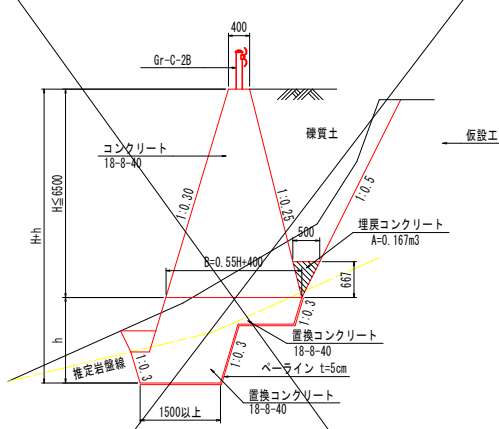 400
Gr-C-2B
礫質土
仮設工
コンクリート
18-8-40
1:0.30
1:0.25
1:0.5
H≦6500
H+h
500
埋戻コンクリート
A=0.167m3
B=0.55H+400
667
1:0.3
h
置換コンクリート
18-8-40
1:0.3
推定岩盤線
1:0.3
ペーライン t=5cm
置換コンクリート
18-8-40
1500以上